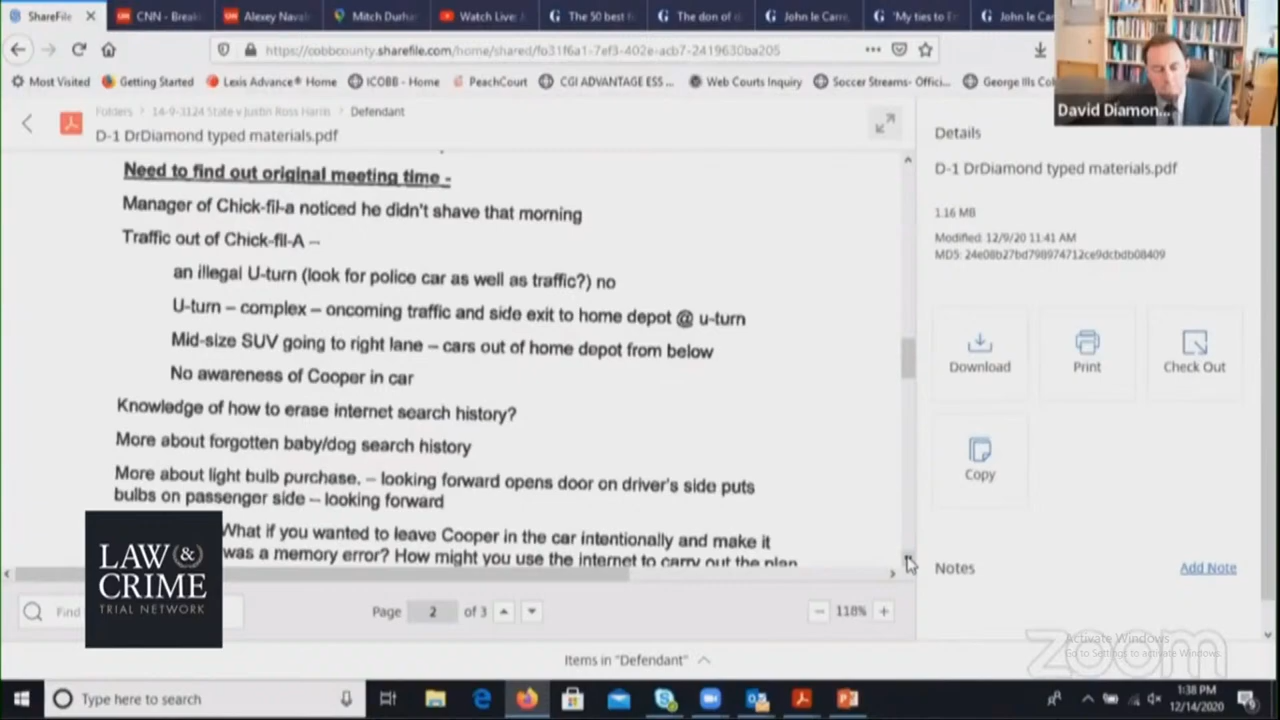 ShareFile
CNN - Break
Alexey Naval
Mitch Durha
Watch Live:
The 50 best
The don of
John le Carre,
'My ties to
John le Car
https://cobbcounty.sharefile.com/home/shared/fo31f6a1-7ef3-402e-acb7-2419630ba205
Most Visited
Getting Started
Lexis Advance® Home
ICOBB - Home
PeachCourt
CGI ADVANTAGE ESS ...
Web Courts Inquiry
Soccer Streams- Offici...
George Ills Co
David Diamon...
Folders > 14-9-3124 State v Justin Ross Harris > Defendant
D-1 DrDiamond typed materials.pdf
Need to find out original meeting time -
Manager of Chick-fil-a noticed he didn't shave that morning
Traffic out of Chick-fil-A –
an illegal U-turn (look for police car as well as traffic?) no
U-turn – complex – oncoming traffic and side exit to home depot @ u-turn
Mid-size SUV going to right lane – cars out of home depot from below
No awareness of Cooper in car
Knowledge of how to erase internet search history?
More about forgotten baby/dog search history
More about light bulb purchase. – looking forward opens door on driver's side puts
bulbs on passenger side – looking forward
What if you wanted to leave Cooper in the car intentionally and make it
was a memory error? How might you use the internet to carry out the plan
Details
D-1 DrDiamond typed materials.pdf
1.16 MB
Modified: 12/9/20 11:41 AM
MD5: 24e08b27bd798974712ce9dcbdb08409
Download
Print
Check Out
Copy
Notes
Add Note
LAW &
CRIME
TRIAL NETWORK
Find
Page 2 of 3
118%
Items in "Defendant"
zoom
Activate Windows
Go to Settings to activate Windows.
Type here to search
1:38 PM
12/14/2020